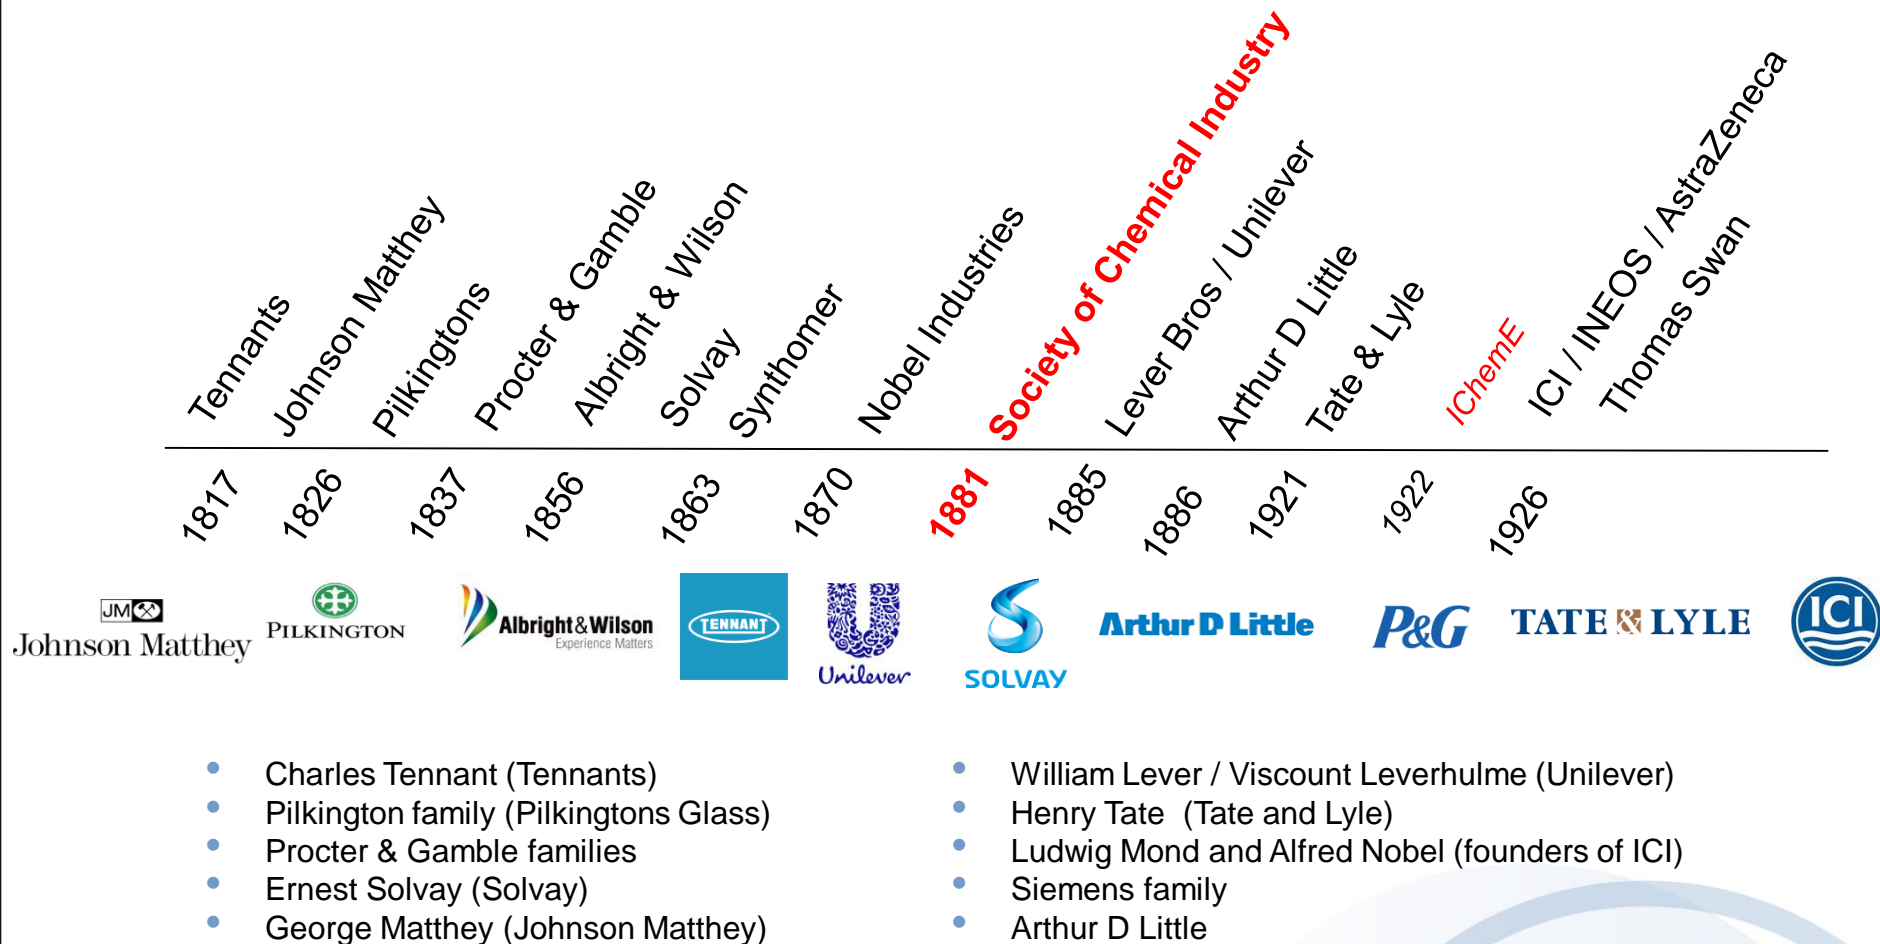 Tennants
Johnson Matthey
Pilkingtons
Procter & Gamble
Albright & Wilson
Solvay
Synthomer
Nobel Industries
Society of Chemical Industry
Lever Bros / Unilever
Arthur D Little
Tate & Lyle
IChemE
ICI / INEOS / AstraZeneca
Thomas Swan
1817
1826
1837
1856
1863
1870
1881
1885
1886
1921
1922
1926
JM
Johnson Matthey
PILKINGTON
Albright & Wilson
Experience Matters
TENNANT
Unilever
SOLVAY
Arthur D Little
P&G
TATE & LYLE
ICI
• Charles Tennant (Tennants)
• Pilkington family (Pilkingtons Glass)
• Procter & Gamble families
• Ernest Solvay (Solvay)
• George Matthey (Johnson Matthey)
• William Lever / Viscount Leverhulme (Unilever)
• Henry Tate (Tate and Lyle)
• Ludwig Mond and Alfred Nobel (founders of ICI)
• Siemens family
• Arthur D Little